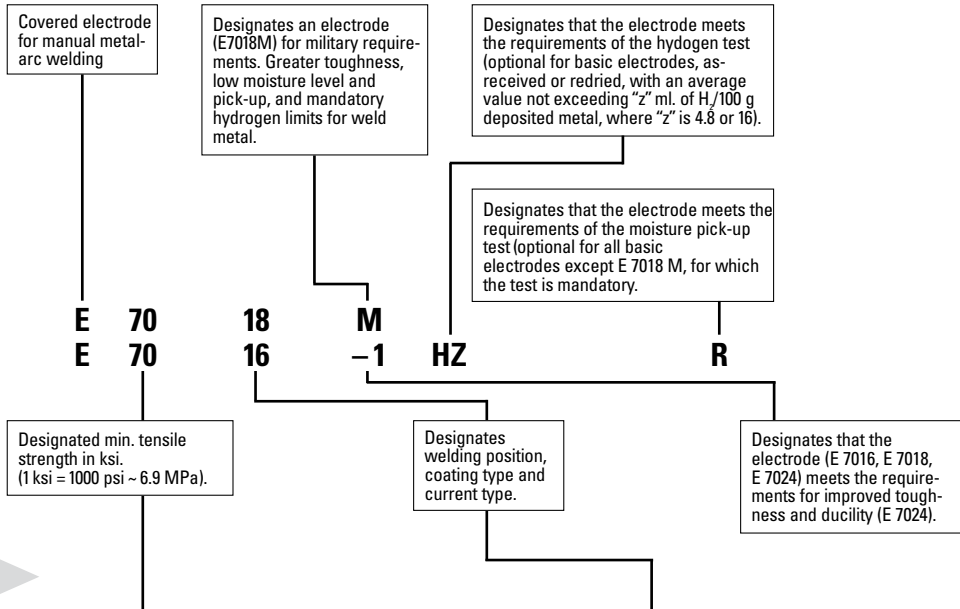 Covered electrode
for manual metal-
arc welding
Designates an electrode
(E7018M) for military require-
ments. Greater toughness,
low moisture level and
pick-up, and mandatory
hydrogen limits for weld
metal.
Designates that the electrode meets
the requirements of the hydogen test
(optional for basic electrodes, as-
received or redried, with an average
value not exceeding “z” ml. of H₂/100 g
deposited metal, where “z” is 4.8 or 16).
Designates that the electrode meets the
requirements of the moisture pick-up
test (optional for all basic
electrodes except E 7018 M, for which
the test is mandatory.
E 70 18 M
E 70 16 –1 HZ R
Designated min. tensile
strength in ksi.
(1 ksi = 1000 psi ~ 6.9 MPa).
Designates
welding position,
coating type and
current type.
Designates that the
electrode (E 7016, E 7018,
E 7024) meets the require-
ments for improved tough-
ness and ducility (E 7024).